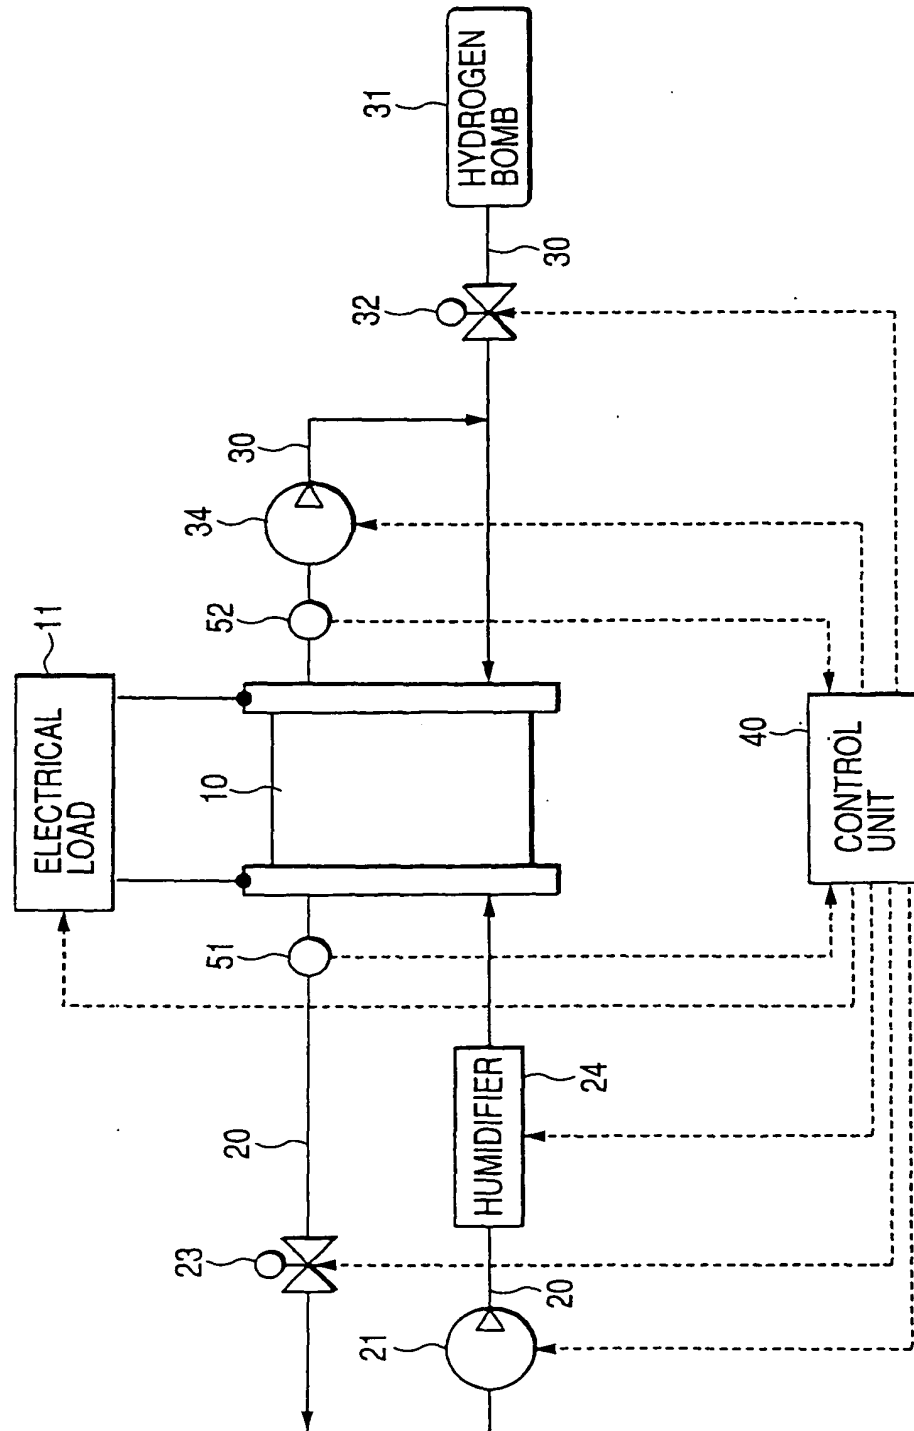 ELECTRICAL
LOAD
11
10
51
52
34
30
32
30
31
HYDROGEN
BOMB
20
23
21
20
HUMIDIFIER
24
40
CONTROL
UNIT